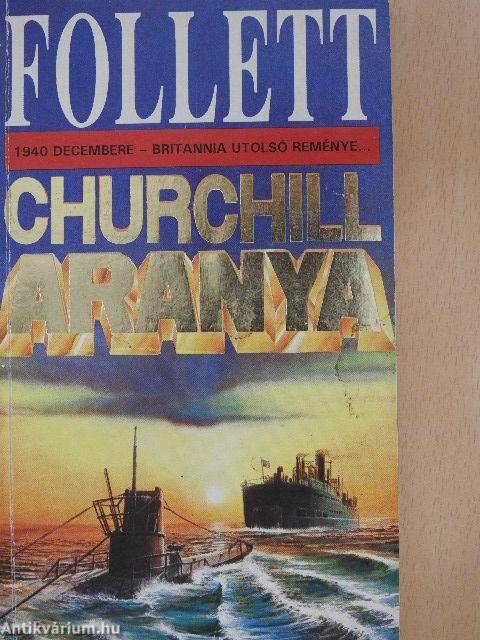 FOLLETT
1940 DECEMBERE – BRITANNIA UTOLSÓ REMÉNYE...
CHURCHILL
ARANYA
Antikvárium.hu